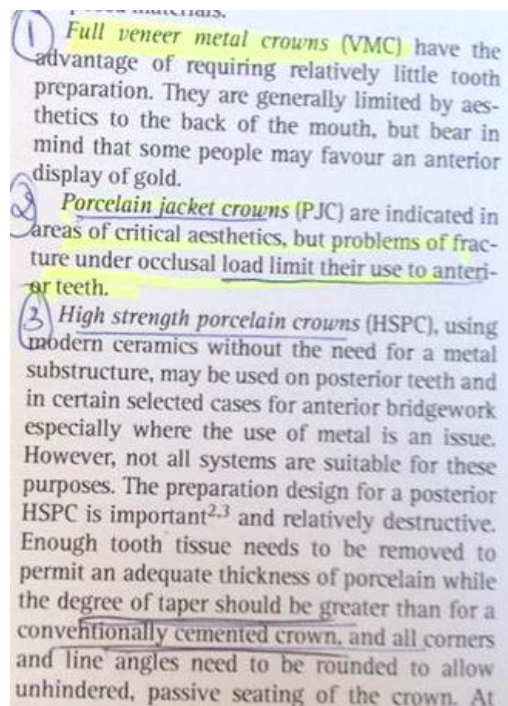 posed materials.
1 Full veneer metal crowns (VMC) have the
advantage of requiring relatively little tooth
preparation. They are generally limited by aes-
thetics to the back of the mouth, but bear in
mind that some people may favour an anterior
display of gold.
2 Porcelain jacket crowns (PJC) are indicated in
areas of critical aesthetics, but problems of frac-
ture under occlusal load limit their use to anteri-
or teeth.
3 High strength porcelain crowns (HSPC), using
modern ceramics without the need for a metal
substructure, may be used on posterior teeth and
in certain selected cases for anterior bridgework
especially where the use of metal is an issue.
However, not all systems are suitable for these
purposes. The preparation design for a posterior
HSPC is important2,3 and relatively destructive.
Enough tooth tissue needs to be removed to
permit an adequate thickness of porcelain while
the degree of taper should be greater than for a
conventionally cemented crown, and all corners
and line angles need to be rounded to allow
unhindered, passive seating of the crown. At